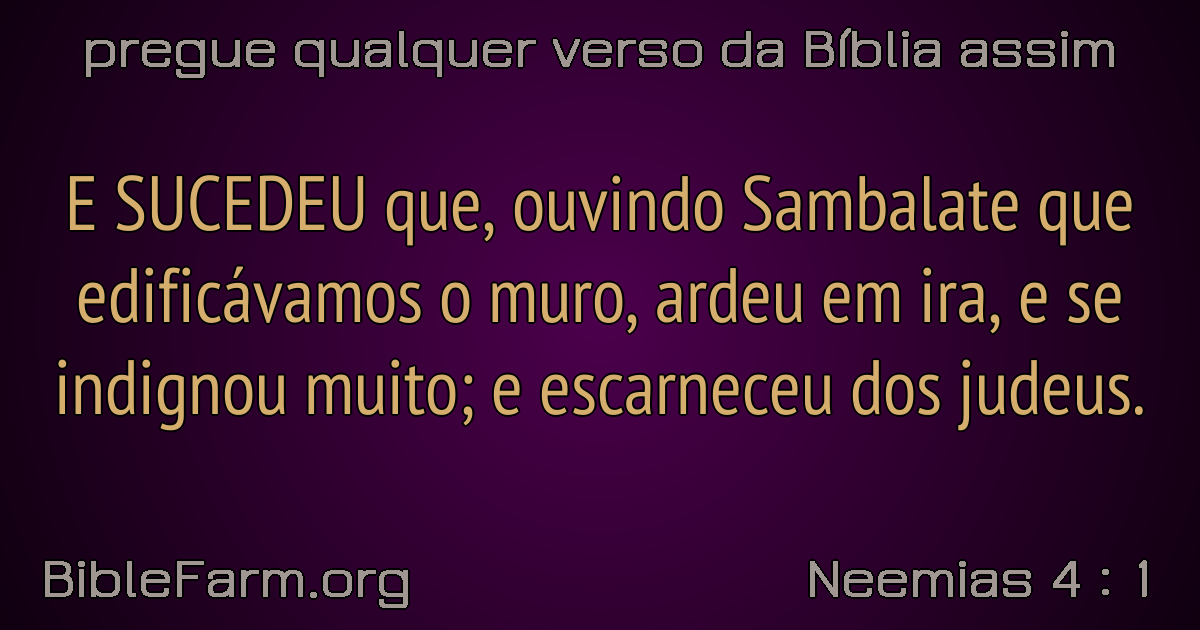 pregue qualquer verso da Bíblia assim
E SUCEDEU que, ouvindo Sambalate que
edificávamos o muro, ardeu em ira, e se
indignou muito; e escarneceu dos judeus.
BibleFarm.org
Neemias 4 : 1